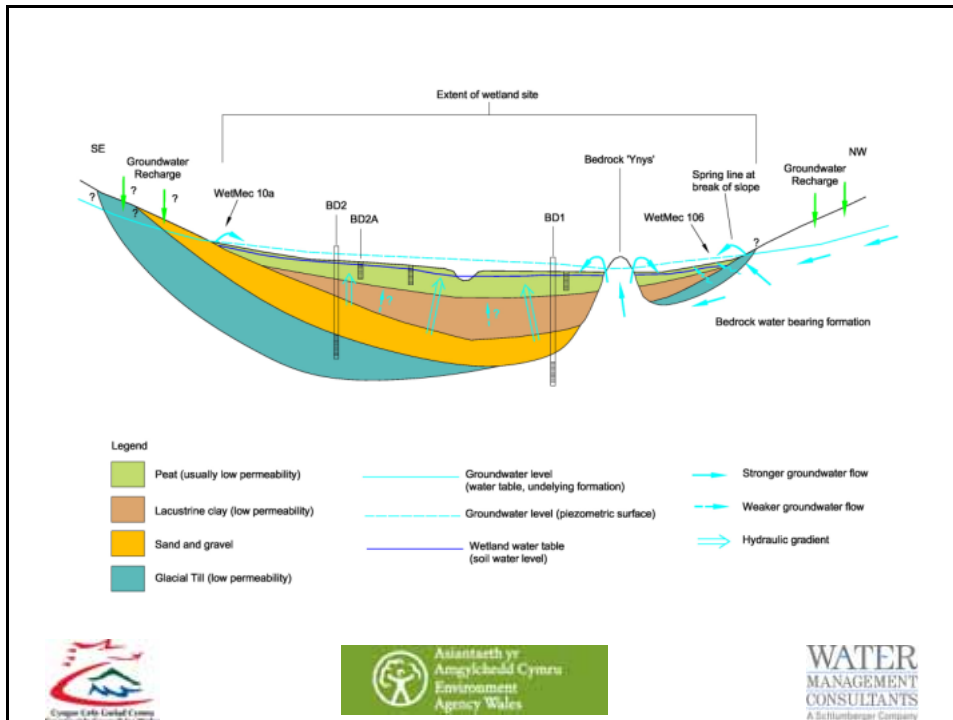 Extent of wetland site
SE
Groundwater
Recharge
?
?
?
?
WetMec 10a
BD2
BD2A
BD1
Bedrock 'Ynys'
Spring line at
break of slope
WetMec 106
Groundwater
Recharge
NW
?
?
?
Bedrock water bearing formation
Legend
Peat (usually low permeability)
Lacustrine clay (low permeability)
Sand and gravel
Glacial Till (low permeability)
Groundwater level
(water table, undelying formation)
Groundwater level (piezometric surface)
Wetland water table
(soil water level)
Stronger groundwater flow
Weaker groundwater flow
Hydraulic gradient
Cyngor Cefn Gwlad Cymru
Asiantaeth yr
Amgylchedd Cymru
Environment
Agency Wales
WATER
MANAGEMENT
CONSULTANTS
A Schlumberger Company